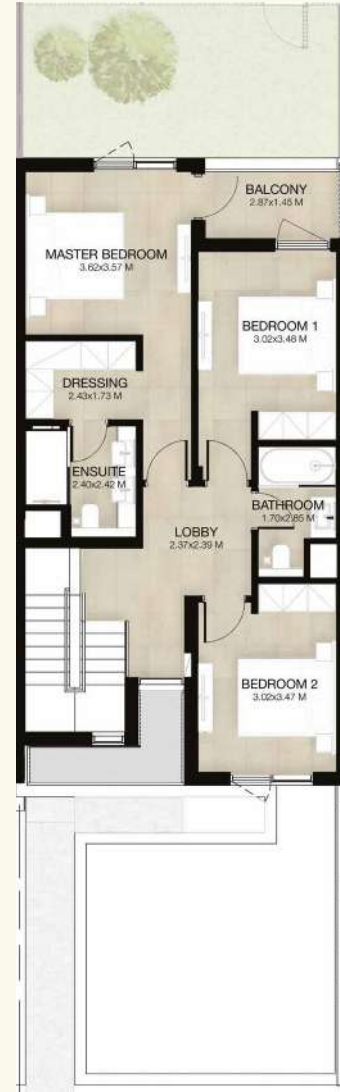 BALCONY
2.87x1.45 M
MASTER BEDROOM
3.62x3.57 M
BEDROOM 1
3.02x3.48 M
DRESSING
2.43x1.73 M
ENSUITE
2.40x2.42 M
BATHROOM
1.70x2.85 M
LOBBY
2.37x2.39 M
BEDROOM 2
3.02x3.47 M